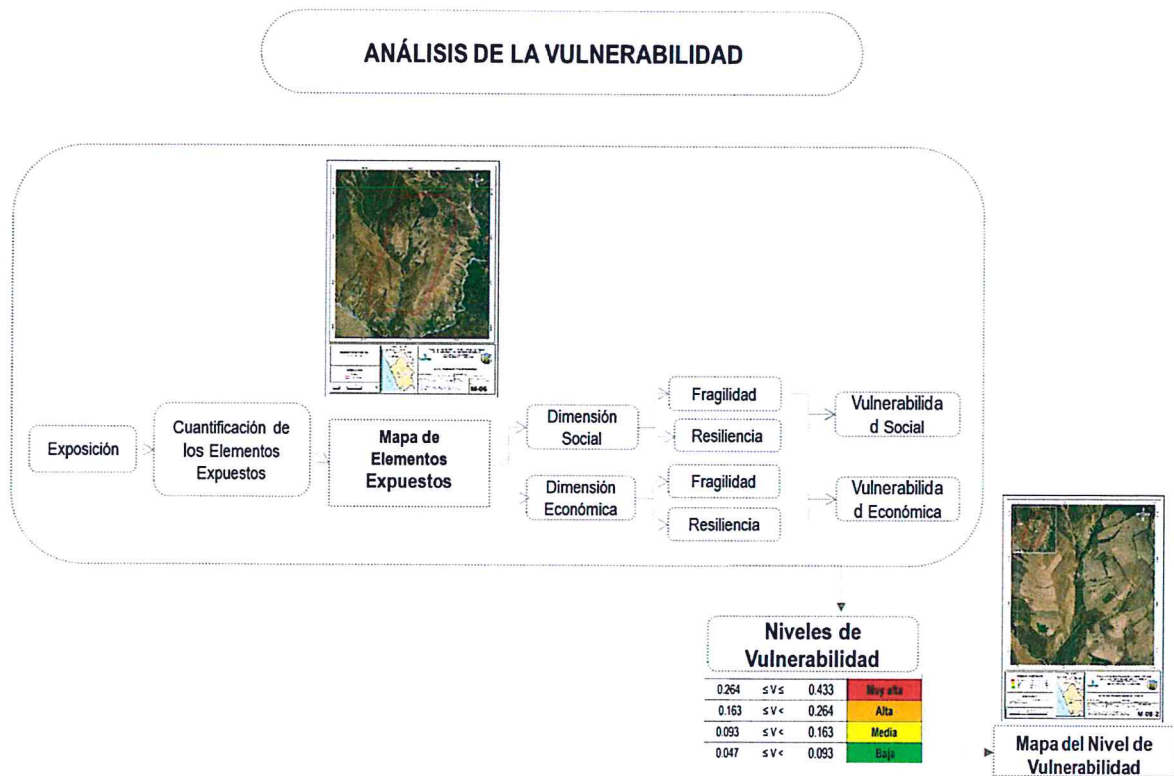 ANÁLISIS DE LA VULNERABILIDAD
M-06
Exposición
Cuantificación de
los Elementos
Expuestos
Mapa de
Elementos
Expuestos
Dimensión
Social
Dimensión
Económica
Fragilidad
Resiliencia
Fragilidad
Resiliencia
Vulnerabilida
d Social
Vulnerabilida
d Económica
Niveles de
Vulnerabilidad
0.264 ≤ V ≤ 0.433 Muy alta
0.163 ≤ V < 0.264 Alta
0.093 ≤ V < 0.163 Media
0.047 ≤ V < 0.093 Baja
Mapa del Nivel de
Vulnerabilidad